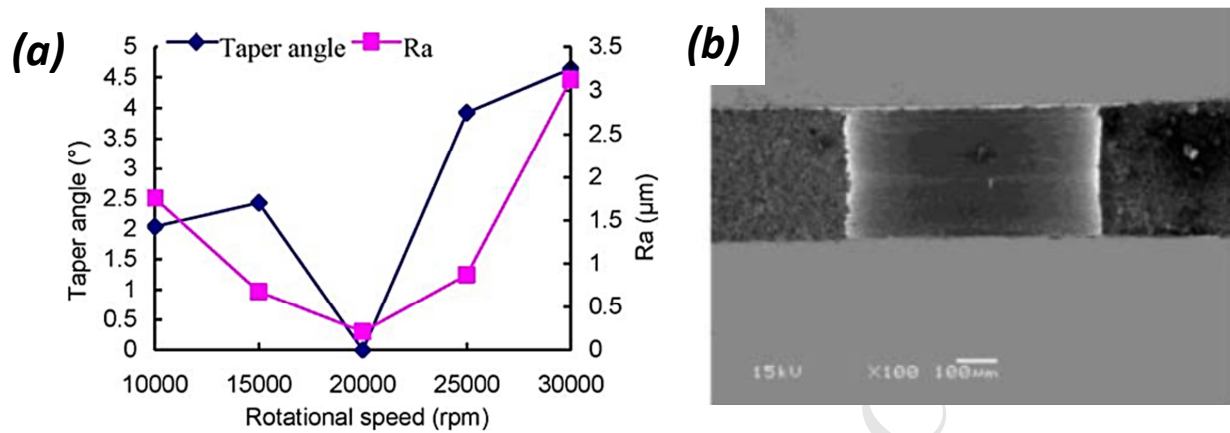 (a)
Taper angle Ra
5
4.5
4
3.5
3
2.5
2
1.5
1
0.5
0
Taper angle (°)
3.5
3
2.5
2
1.5
1
0.5
0
Ra (μm)
10000 15000 20000 25000 30000
Rotational speed (rpm)
(b)
15kU X100 100μm